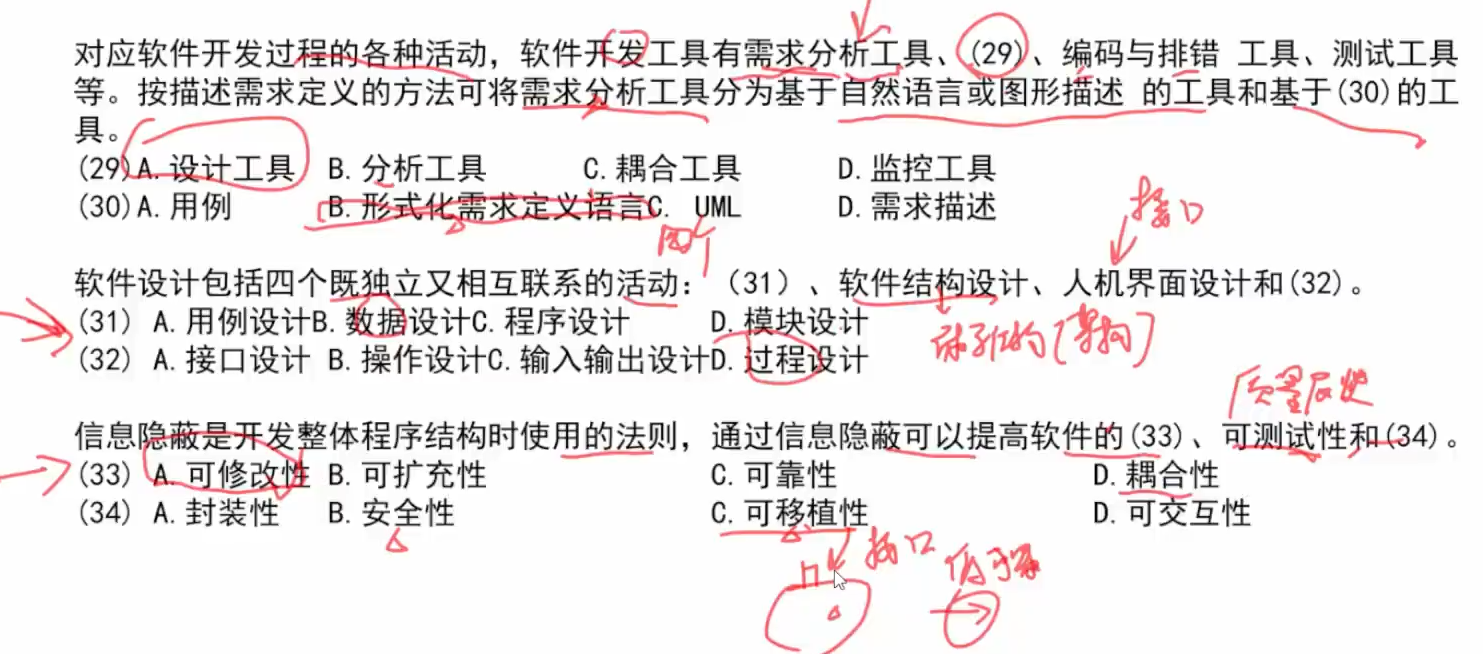 对应软件开发过程的各种活动，软件开发工具有需求分析工具、(29)、编码与排错 工具、测试工具
等。按描述需求定义的方法可将需求分析工具分为基于自然语言或图形描述 的工具和基于(30)的工
具。
(29)A.设计工具 B.分析工具 C.耦合工具 D.监控工具
(30)A.用例 B.形式化需求定义语言C. UML D.需求描述
接口
软件设计包括四个既独立又相互联系的活动：（31）、软件结构设计、人机界面设计和(32)。
(31) A.用例设计B.数据设计C.程序设计 D.模块设计
(32) A.接口设计 B.操作设计C.输入输出设计D.过程设计
质量
信息隐蔽是开发整体程序结构时使用的法则，通过信息隐蔽可以提高软件的(33)、可测试性和(34)。
(33) A.可修改性 B.可扩充性 C.可靠性 D.耦合性
(34) A.封装性 B.安全性 C.可移植性 D.可交互性
接口